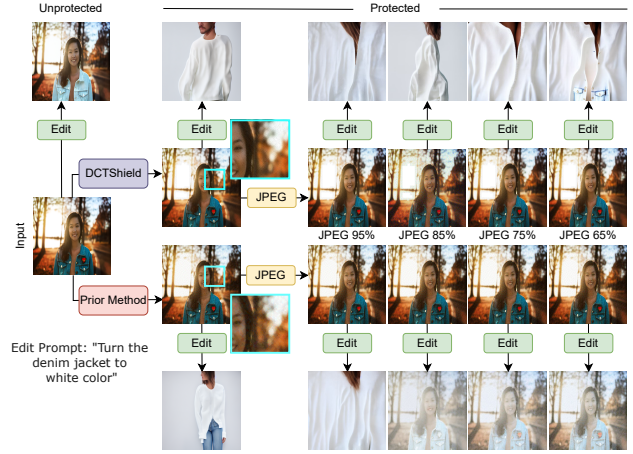 Unprotected
Protected
Edit
Edit
Edit
Edit
Edit
Edit
DCTShield
JPEG
Input
JPEG 95%
JPEG 85%
JPEG 75%
JPEG 65%
JPEG
Prior Method
Edit
Edit
Edit
Edit
Edit
Edit Prompt: "Turn the
denim jacket to
white color"